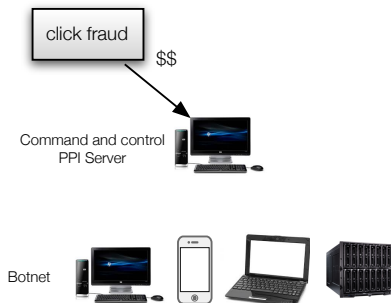 click fraud
$$
Command and control
PPI Server
Botnet